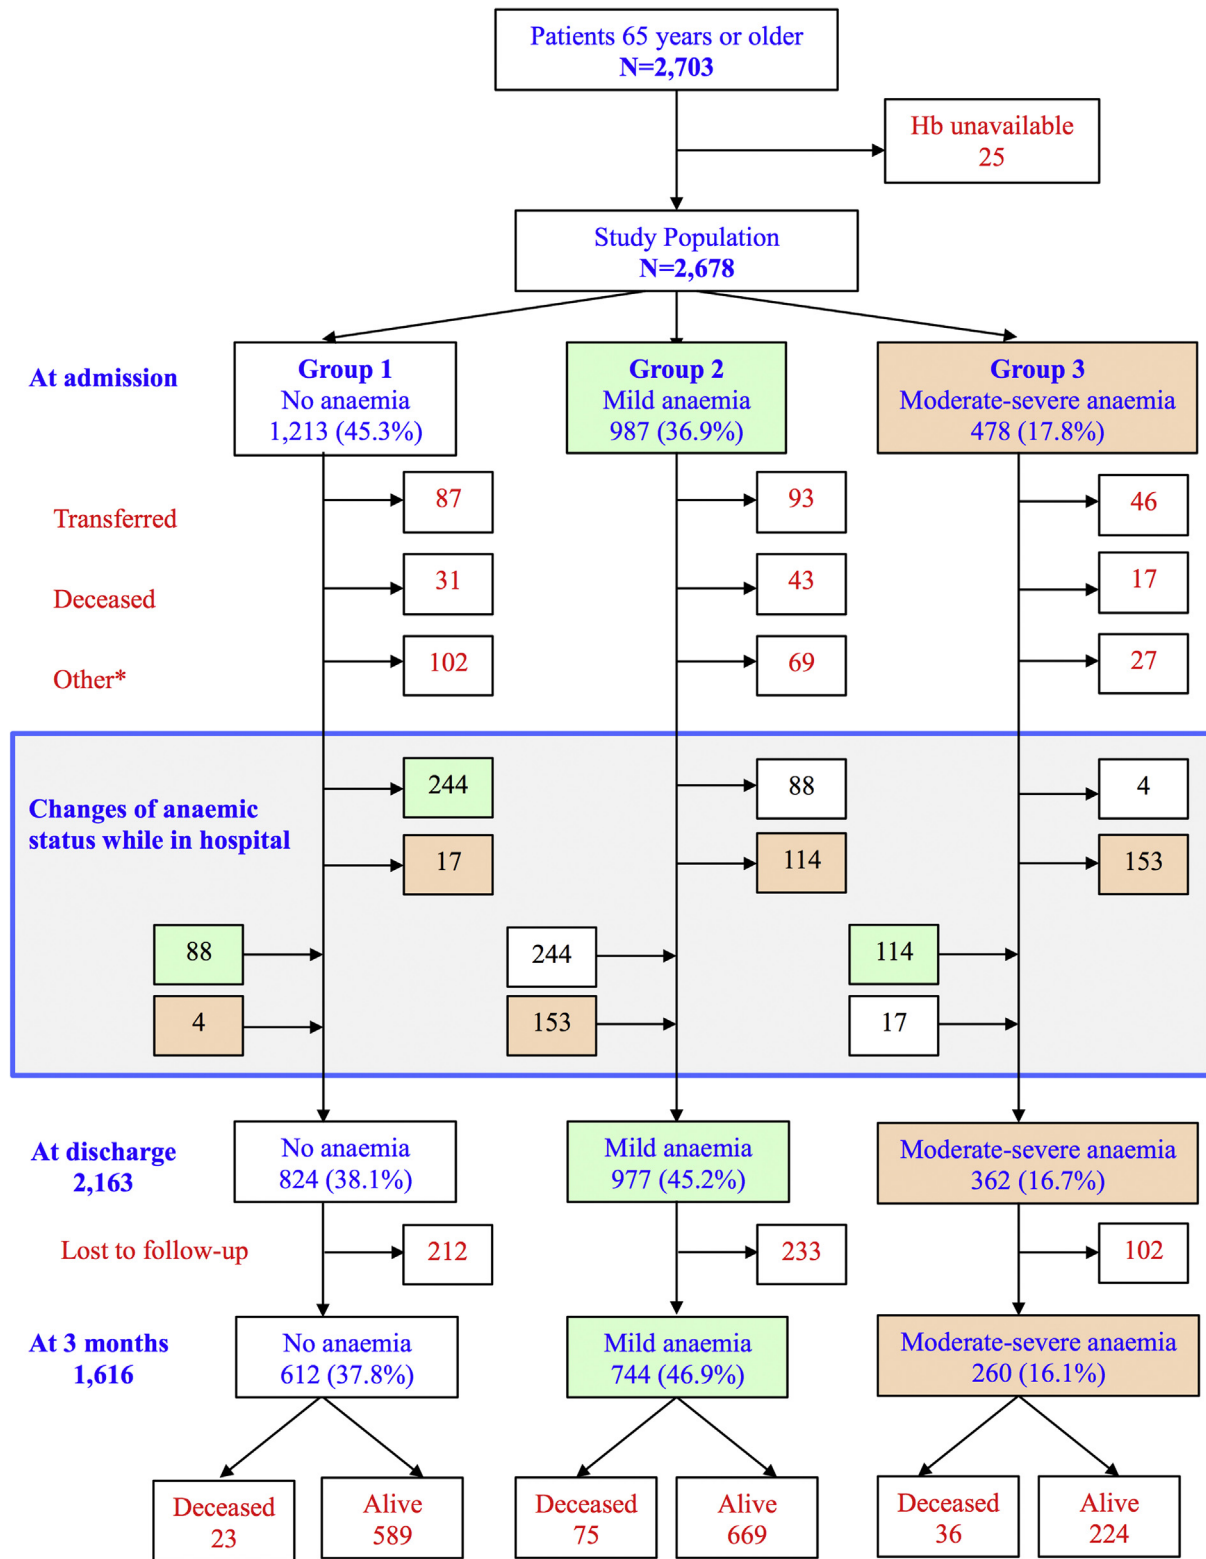 Patients 65 years or older
N=2,703
Hb unavailable
25
Study Population
N=2,678
At admission
Group 1
No anaemia
1,213 (45.3%)
Group 2
Mild anaemia
987 (36.9%)
Group 3
Moderate-severe anaemia
478 (17.8%)
Transferred
87
93
46
Deceased
31
43
17
Other*
102
69
27
Changes of anaemic
status while in hospital
244
88
4
17
114
153
88
244
114
4
153
17
At discharge
2,163
No anaemia
824 (38.1%)
Mild anaemia
977 (45.2%)
Moderate-severe anaemia
362 (16.7%)
Lost to follow-up
212
233
102
At 3 months
1,616
No anaemia
612 (37.8%)
Mild anaemia
744 (46.9%)
Moderate-severe anaemia
260 (16.1%)
Deceased
23
Alive
589
Deceased
75
Alive
669
Deceased
36
Alive
224